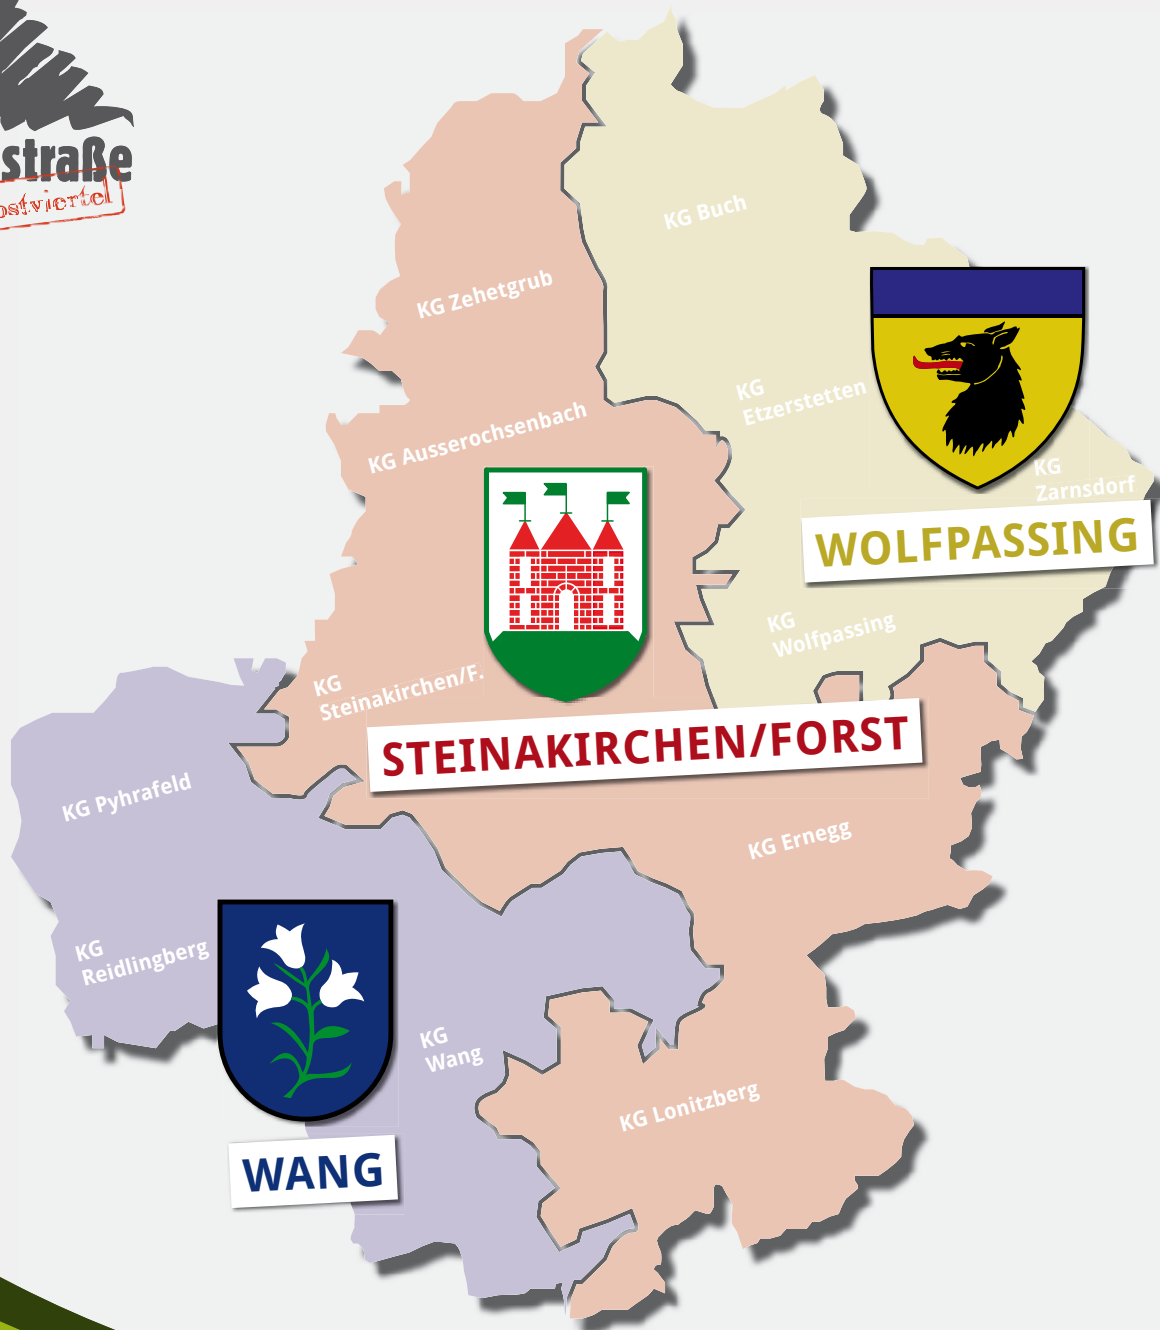 straße
KG Buch
KG Zehetgrub
KG
Etzerstetten
KG Ausserochsenbach
KG
Zarnsdorf
WOLFPASSING
KG
Wolfpassing
KG
Steinakirchen/F.
STEINAKIRCHEN/FORST
KG Pyhrafeld
KG Ernegg
KG
Reidlingberg
KG
Wang
KG Lonitzberg
WANG